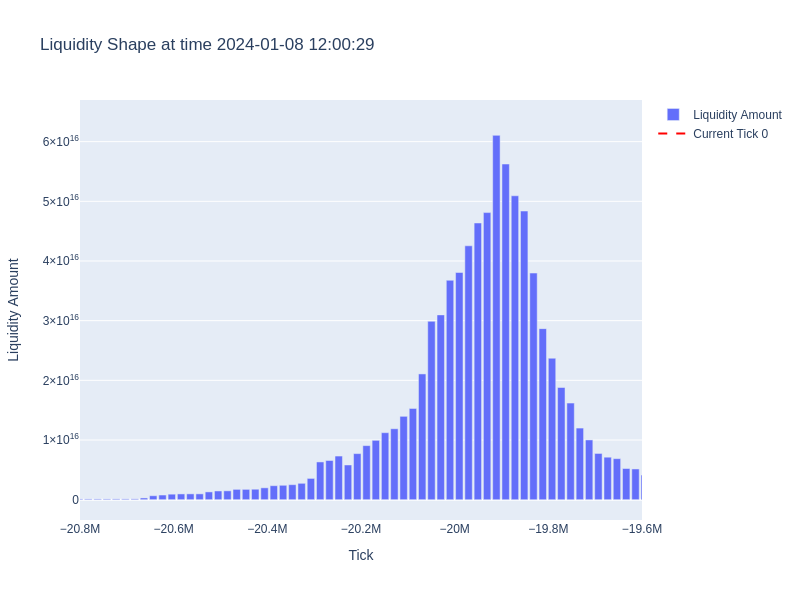 Liquidity Shape at time 2024-01-08 12:00:29
Liquidity Amount
Current Tick 0
6×10¹⁶
5×10¹⁶
4×10¹⁶
3×10¹⁶
2×10¹⁶
1×10¹⁶
0
Liquidity Amount
−20.8M −20.6M −20.4M −20.2M −20M −19.8M −19.6M
Tick